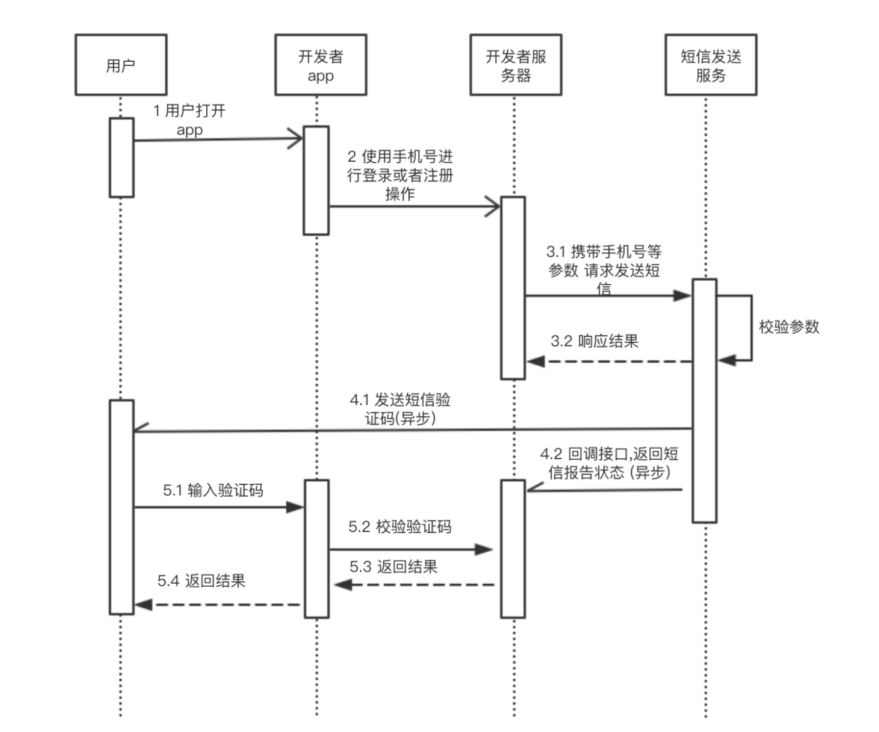 用户
开发者
app
开发者服
务器
短信发送
服务
1 用户打开
app
2 使用手机号进
行登录或者注册
操作
3.1 携带手机号等
参数 请求发送短
信
校验参数
3.2 响应结果
4.1 发送短信验
证码(异步)
4.2 回调接口,返回短
信报告状态 (异步)
5.1 输入验证码
5.2 校验验证码
5.3 返回结果
5.4 返回结果